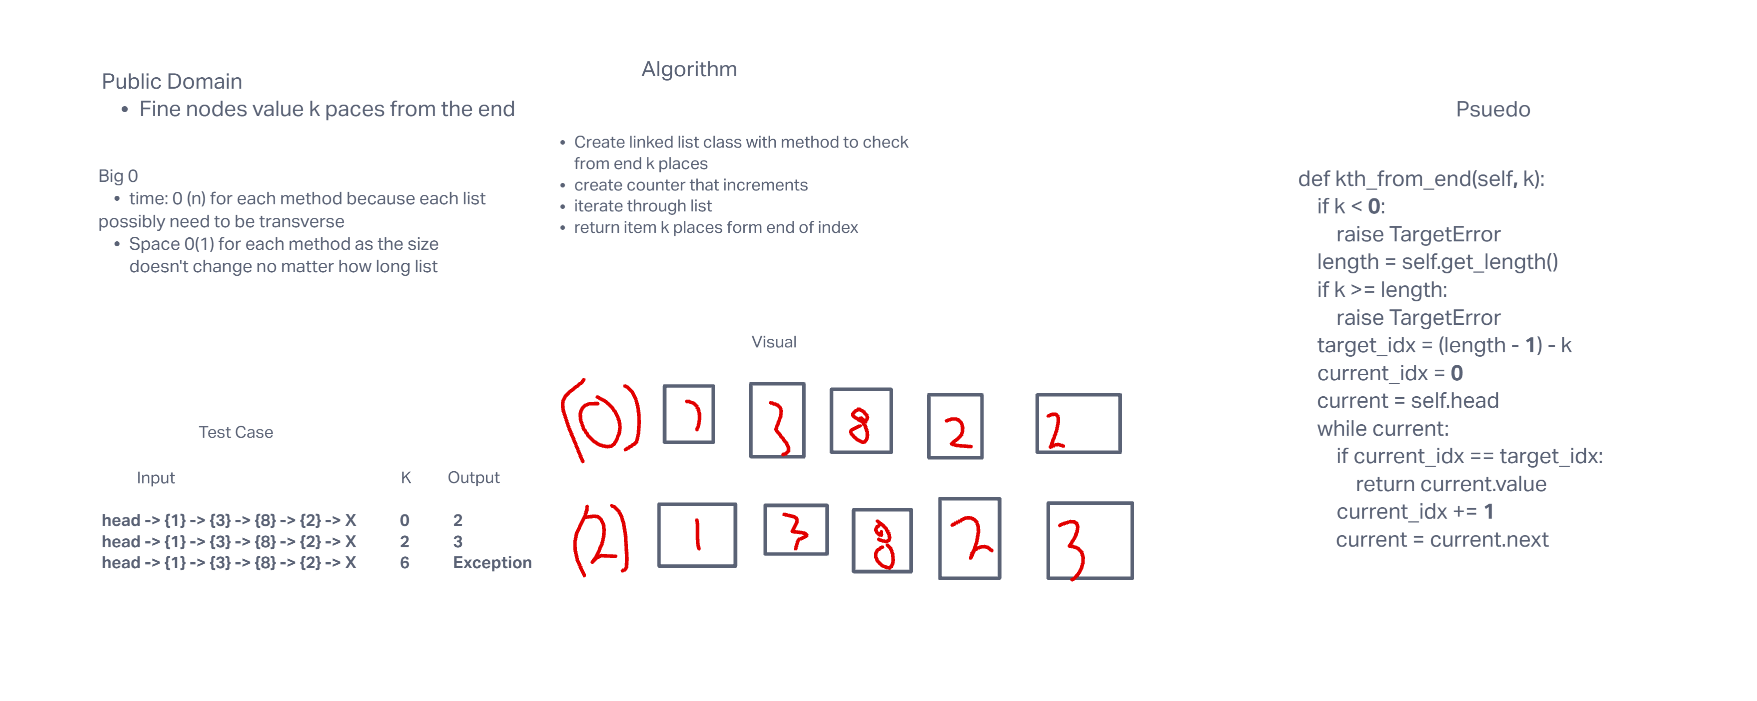 Public Domain
• Fine nodes value k paces from the end
Big 0
• time: 0 (n) for each method because each list
possibly need to be transverse
• Space 0(1) for each method as the size
doesn't change no matter how long list
Test Case
Input K Output
head -> {1} -> {3} -> {8} -> {2} -> X 0 2
head -> {1} -> {3} -> {8} -> {2} -> X 2 3
head -> {1} -> {3} -> {8} -> {2} -> X 6 Exception
Algorithm
• Create linked list class with method to check
from end k places
• create counter that increments
• iterate through list
• return item k places form end of index
Visual
(0) 1 3 8 2 2
(2) 1 3 8 2 3
Psuedo
def kth_from_end(self, k):
if k < 0:
raise TargetError
length = self.get_length()
if k >= length:
raise TargetError
target_idx = (length - 1) - k
current_idx = 0
current = self.head
while current:
if current_idx == target_idx:
return current.value
current_idx += 1
current = current.next